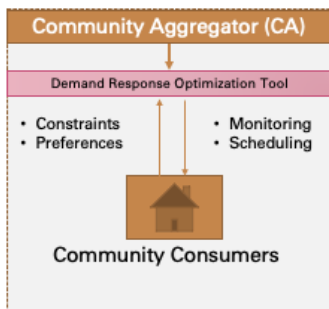 Community Aggregator (CA)
Demand Response Optimization Tool
• Constraints
• Preferences
• Monitoring
• Scheduling
Community Consumers